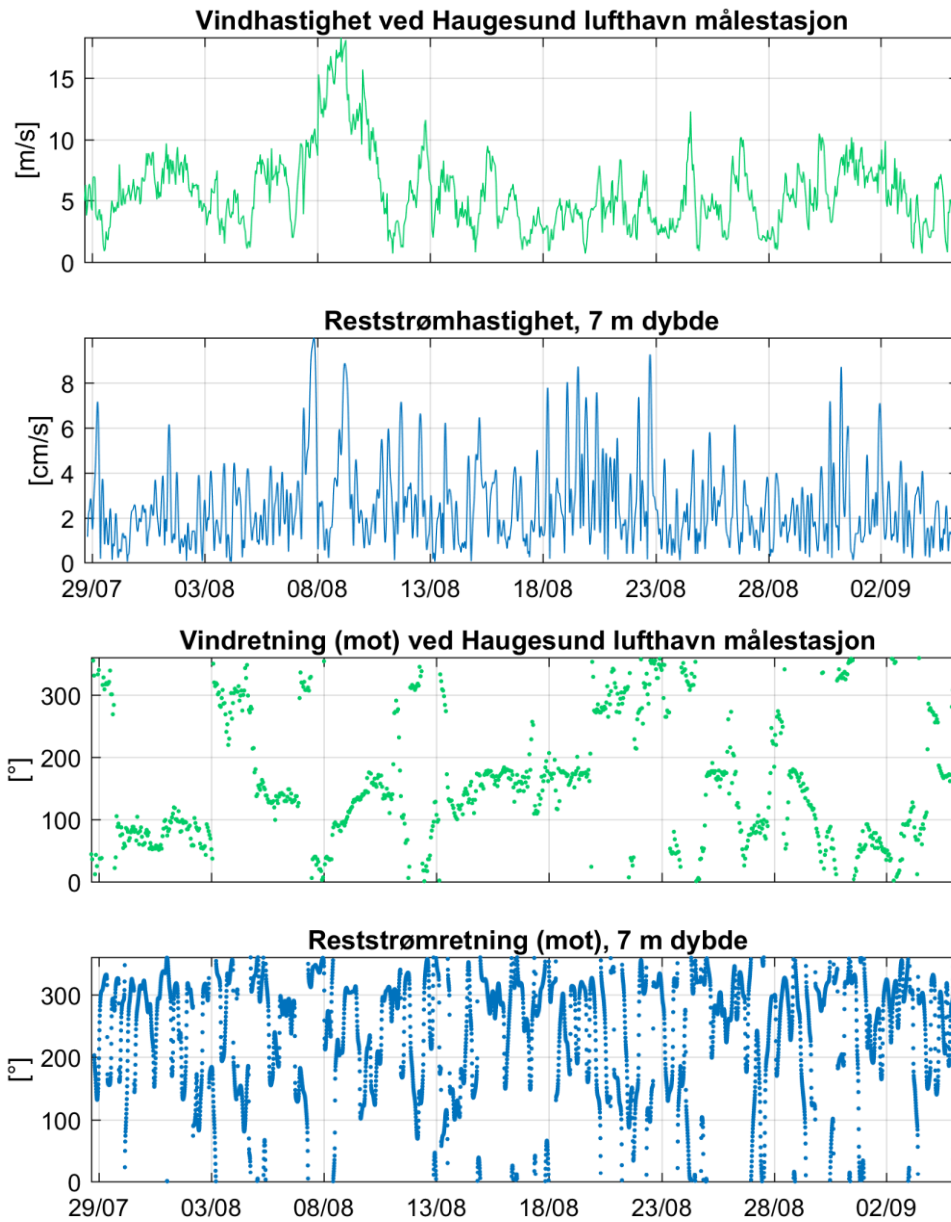 Vindhastighet ved Haugesund lufthavn målestasjon
[m/s]
15
10
5
0
Reststrømhastighet, 7 m dybde
[cm/s]
8
6
4
2
0
29/07 03/08 08/08 13/08 18/08 23/08 28/08 02/09
Vindretning (mot) ved Haugesund lufthavn målestasjon
[°]
300
200
100
0
Reststrømretning (mot), 7 m dybde
[°]
300
200
100
0
29/07 03/08 08/08 13/08 18/08 23/08 28/08 02/09